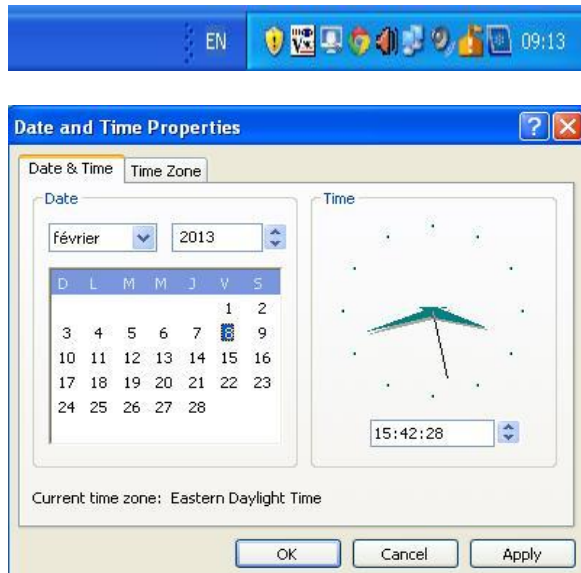 EN 09:13
Date and Time Properties
Date & Time Time Zone
Date Time
février 2013
D L M M J V S
1 2
3 4 5 6 7 8 9
10 11 12 13 14 15 16
17 18 19 20 21 22 23
24 25 26 27 28
15:42:28
Current time zone: Eastern Daylight Time
OK Cancel Apply